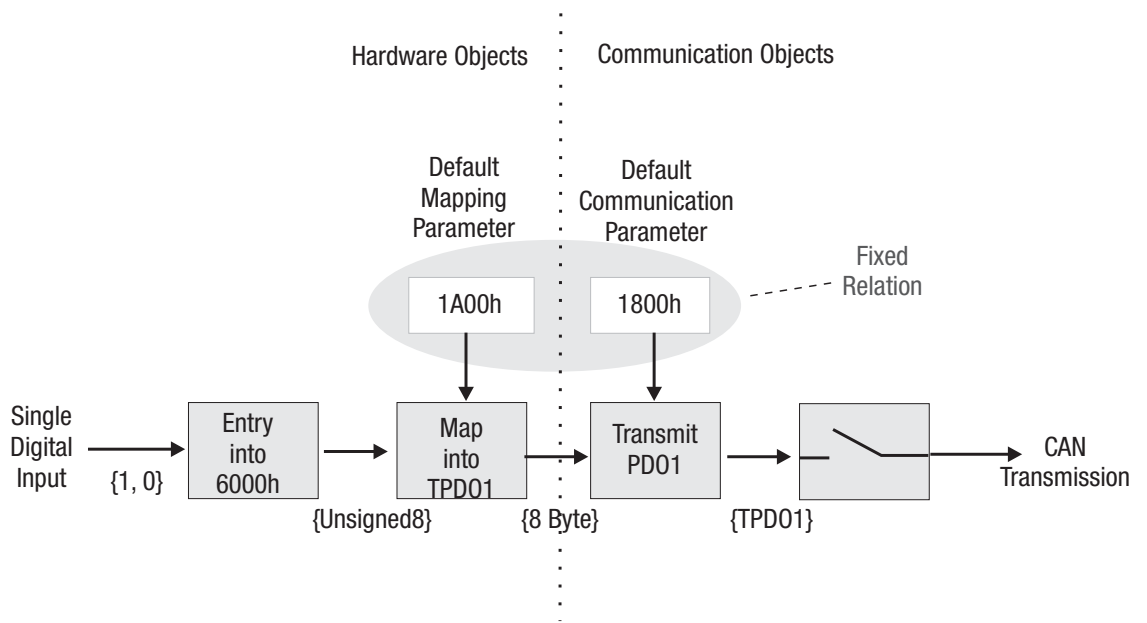 Hardware Objects
Communication Objects
Default
Mapping
Parameter
Default
Communication
Parameter
Fixed
Relation
1A00h
1800h
Single
Digital
Input
{1, 0}
Entry
into
6000h
{Unsigned8}
Map
into
TPDO1
{8 Byte}
Transmit
PDO1
{TPDO1}
CAN
Transmission